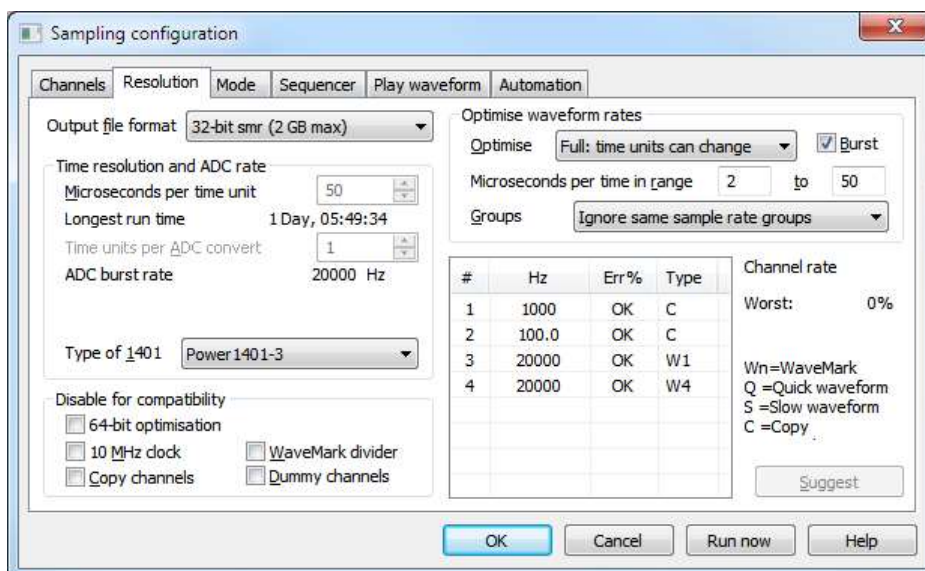 Sampling configuration
Channels Resolution Mode Sequencer Play waveform Automation
Output file format 32-bit smr (2 GB max)
Time resolution and ADC rate
Microseconds per time unit 50
Longest run time 1 Day, 05:49:34
Time units per ADC convert 1
ADC burst rate 20000 Hz
Type of 1401 Power1401-3
Disable for compatibility
64-bit optimisation
10 MHz clock WaveMark divider
Copy channels Dummy channels
Optimise waveform rates
Optimise Full: time units can change Burst
Microseconds per time in range 2 to 50
Groups Ignore same sample rate groups
# Hz Err% Type
1 1000 OK C
2 100.0 OK C
3 20000 OK W1
4 20000 OK W4
Channel rate
Worst: 0%
Wn=WaveMark
Q =Quick waveform
S =Slow waveform
C =Copy
Suggest
OK Cancel Run now Help